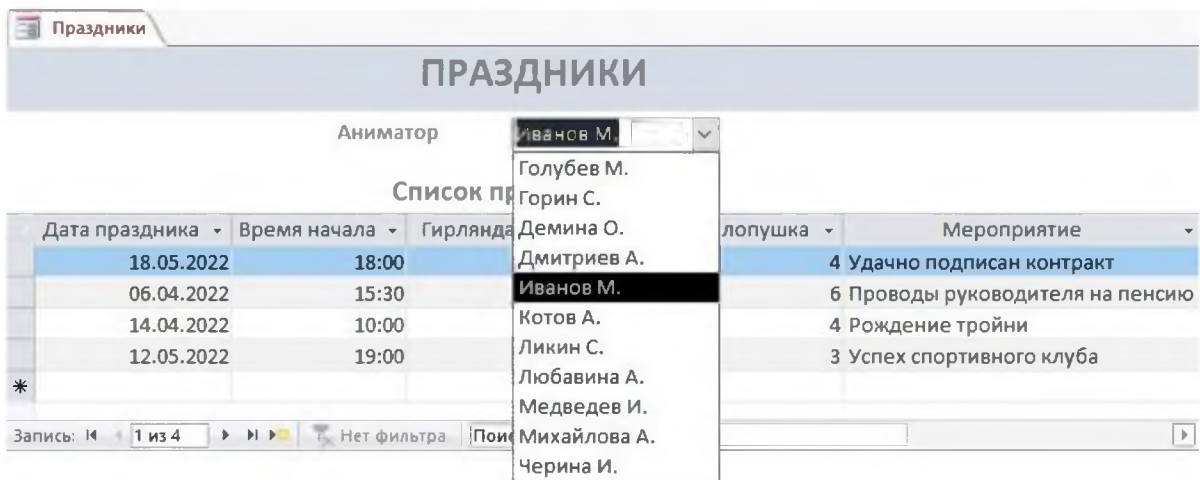 Праздники
ПРАЗДНИКИ
Аниматор Иванов М.
Голубев М.
Список пр Горин С.
Дата праздника Время начала Гирлянда Демина О. лопушка Мероприятие
18.05.2022 18:00 Дмитриев А. 4 Удачно подписан контракт
06.04.2022 15:30 Иванов М. 6 Проводы руководителя на пенсию
14.04.2022 10:00 Котов А. 4 Рождение тройни
12.05.2022 19:00 Ликин С. 3 Успех спортивного клуба
* Любавина А.
Медведев И.
Запись: 1 из 4 Нет фильтра Поис Михайлова А.
Черина И.